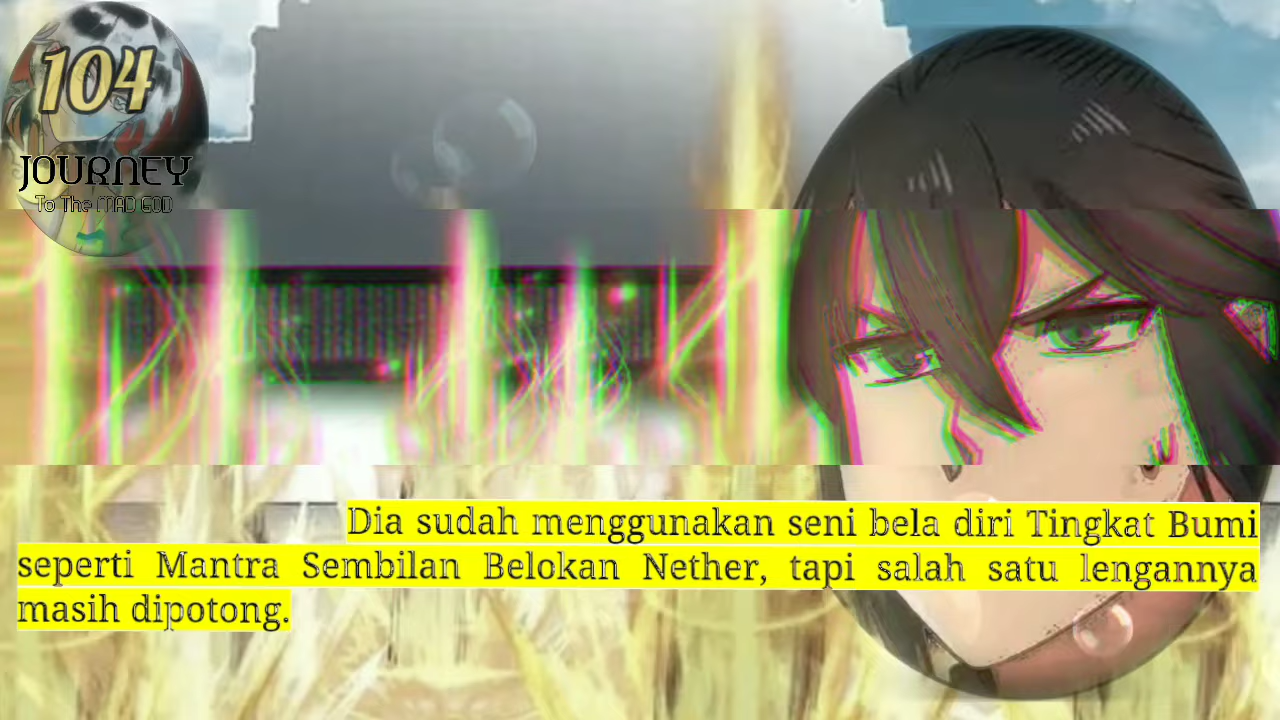 104
JOURNEY
To The MAD GOD
Dia sudah menggunakan seni bela diri Tingkat Bumi
seperti Mantra Sembilan Belokan Nether, tapi salah satu lengannya
masih dipotong.